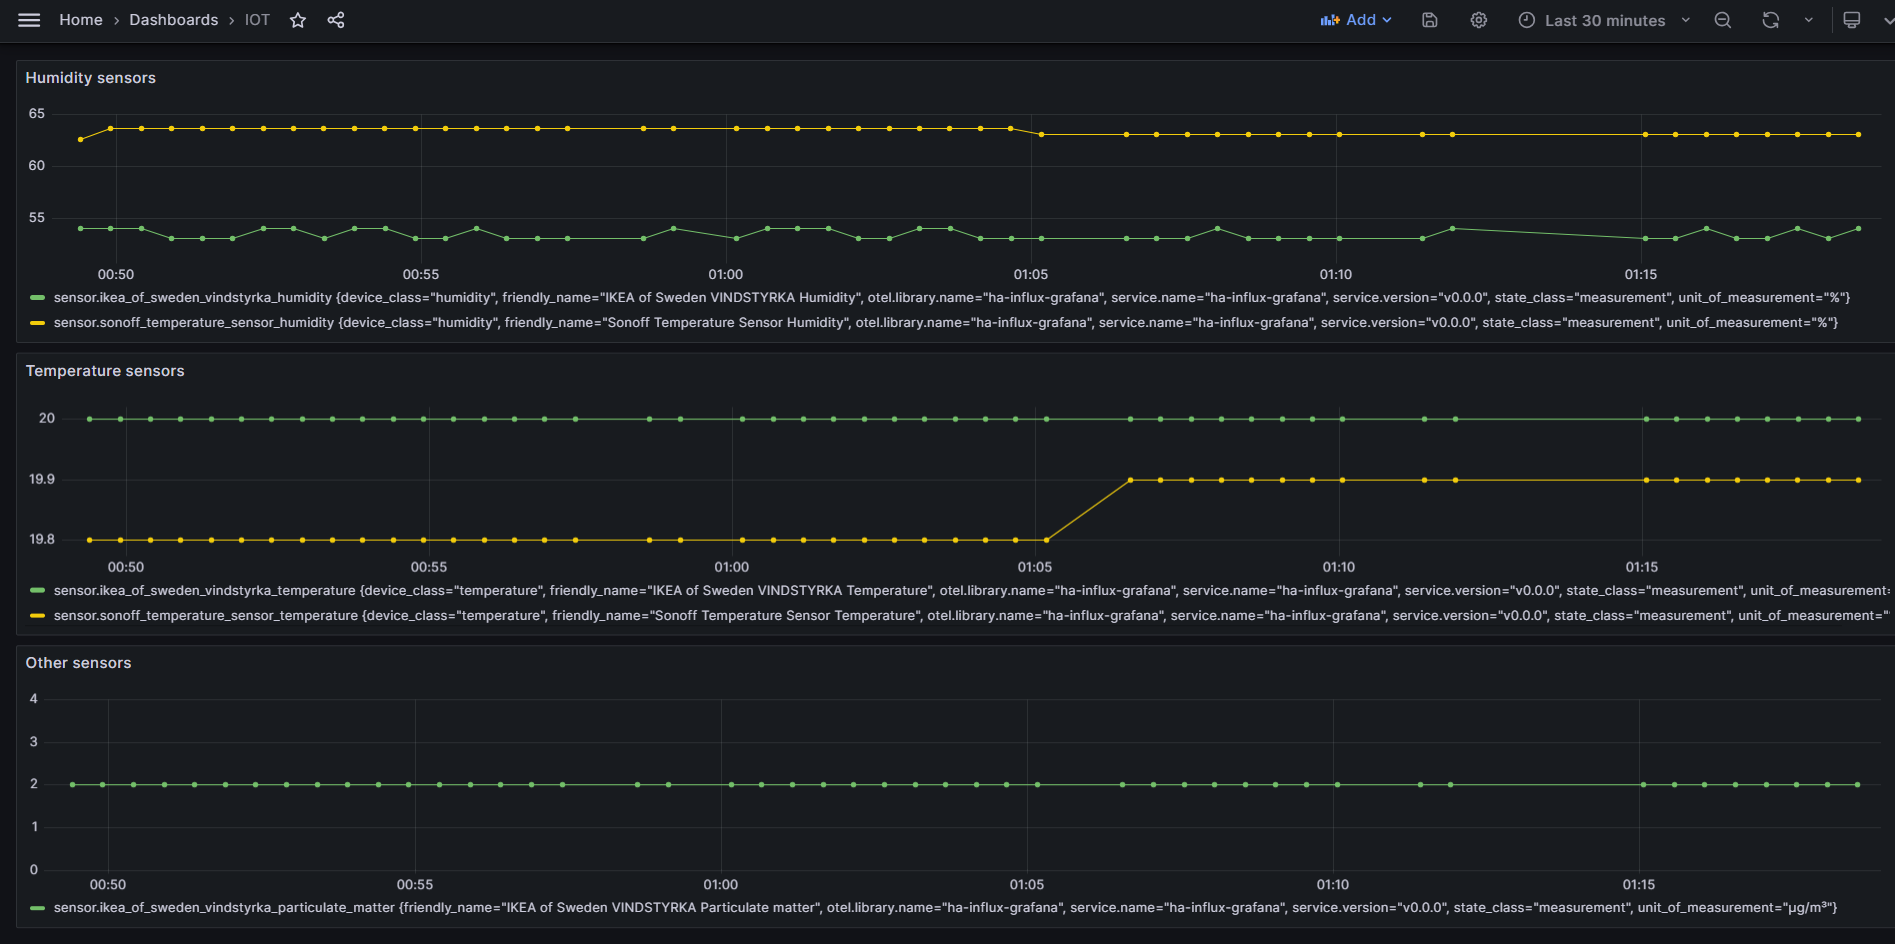 Home › Dashboards › IOT
Add
Last 30 minutes
Humidity sensors
65
60
55
00:50 00:55 01:00 01:05 01:10 01:15
sensor.ikea_of_sweden_vindstyrka_humidity {device_class="humidity", friendly_name="IKEA of Sweden VINDSTYRKA Humidity", otel.library.name="ha-influx-grafana", service.name="ha-influx-grafana", service.version="v0.0.0", state_class="measurement", unit_of_measurement="%"}
sensor.sonoff_temperature_sensor_humidity {device_class="humidity", friendly_name="Sonoff Temperature Sensor Humidity", otel.library.name="ha-influx-grafana", service.name="ha-influx-grafana", service.version="v0.0.0", state_class="measurement", unit_of_measurement="%"}
Temperature sensors
20
19.9
19.8
00:50 00:55 01:00 01:05 01:10 01:15
sensor.ikea_of_sweden_vindstyrka_temperature {device_class="temperature", friendly_name="IKEA of Sweden VINDSTYRKA Temperature", otel.library.name="ha-influx-grafana", service.name="ha-influx-grafana", service.version="v0.0.0", state_class="measurement", unit_of_measurement=
sensor.sonoff_temperature_sensor_temperature {device_class="temperature", friendly_name="Sonoff Temperature Sensor Temperature", otel.library.name="ha-influx-grafana", service.name="ha-influx-grafana", service.version="v0.0.0", state_class="measurement", unit_of_measurement="
Other sensors
4
3
2
1
0
00:50 00:55 01:00 01:05 01:10 01:15
sensor.ikea_of_sweden_vindstyrka_particulate_matter {friendly_name="IKEA of Sweden VINDSTYRKA Particulate matter", otel.library.name="ha-influx-grafana", service.name="ha-influx-grafana", service.version="v0.0.0", state_class="measurement", unit_of_measurement="µg/m³"}